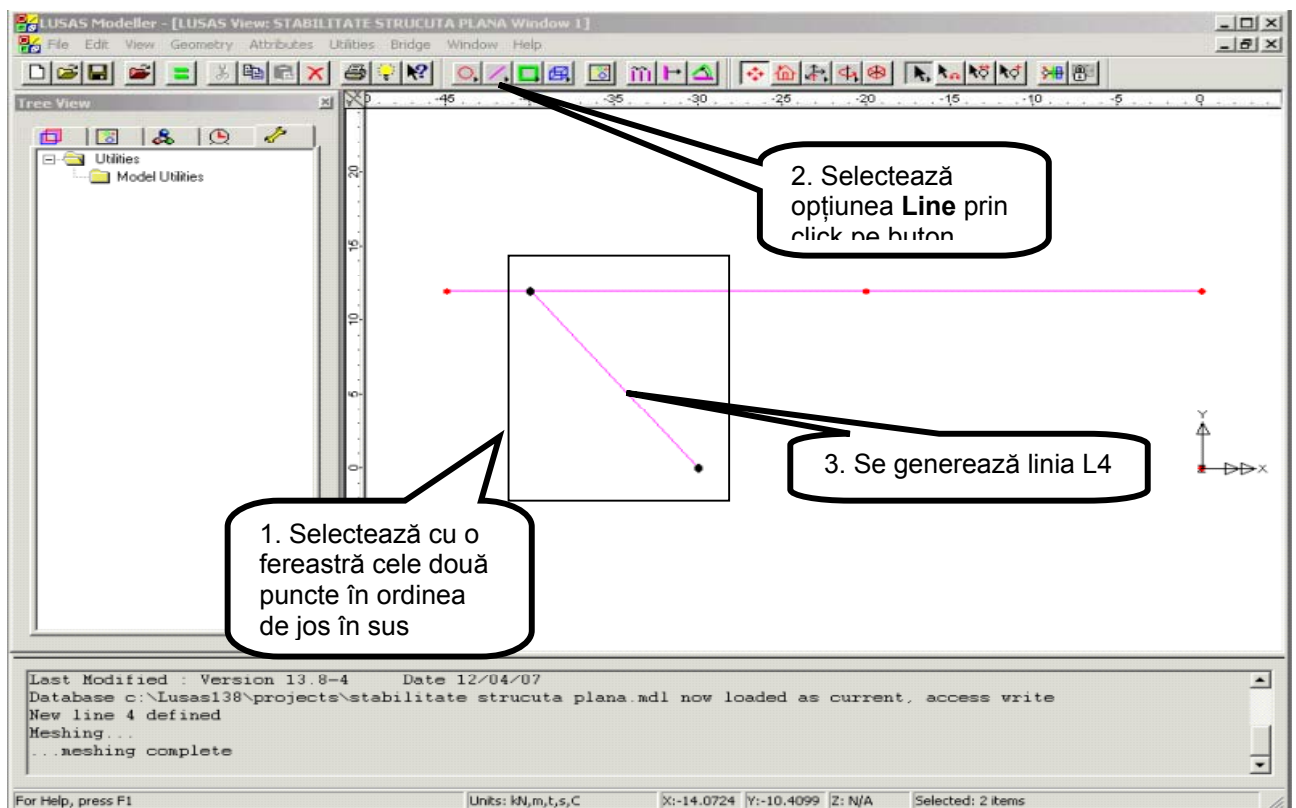 LUSAS Modeller - [LUSAS View: STABILITATE STRUCUTA PLANA Window 1]
File Edit View Geometry Attributes Utilities Bridge Window Help
Tree View
-45 -35 -30 -25 -20 -15 -10 -5 0
Utilities
Model Utilities
20
15
10
5
0
2. Selectează
opțiunea Line prin
click pe buton
3. Se generează linia L4
Y
X
1. Selectează cu o
fereastră cele două
puncte în ordinea
de jos în sus
Last Modified : Version 13.8-4 Date 12/04/07
Database c:\Lusas138\projects\stabilitate strucuta plana.mdl now loaded as current, access write
New line 4 defined
Meshing...
...meshing complete
For Help, press F1 Units: kN,m,t,s,C X:-14.0724 Y:-10.4099 Z: N/A Selected: 2 items